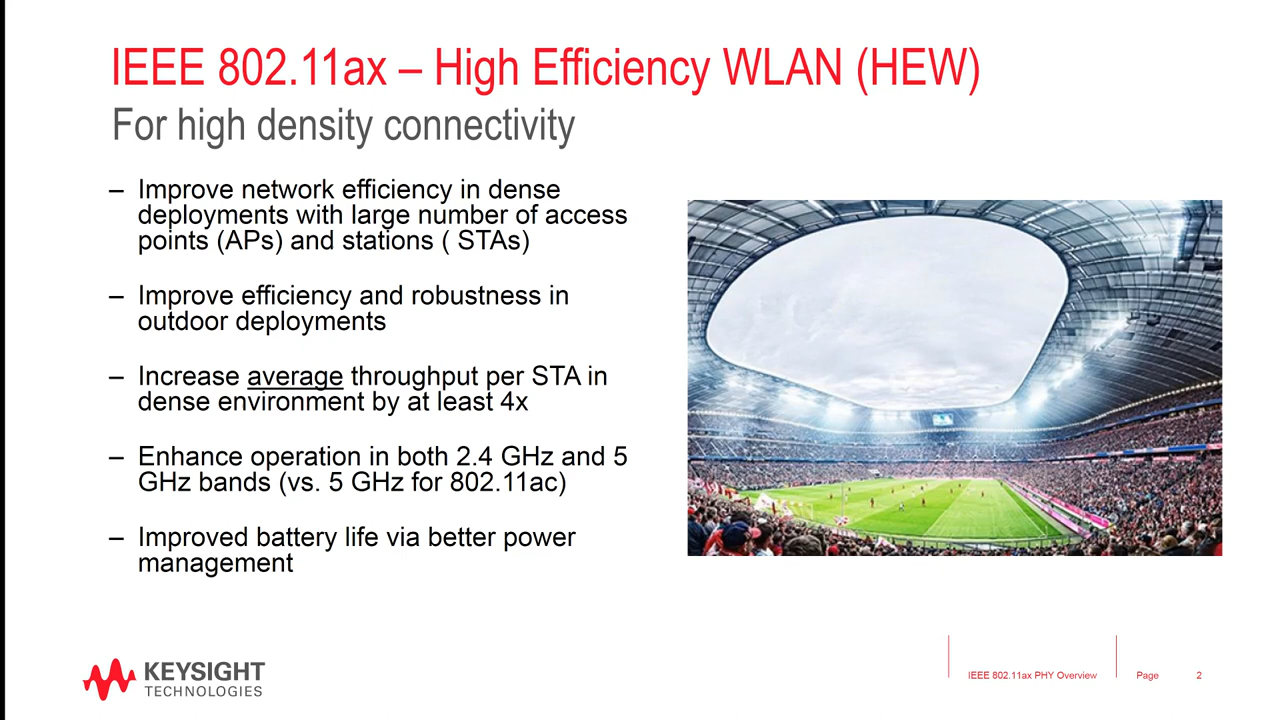 IEEE 802.11ax – High Efficiency WLAN (HEW)
For high density connectivity
– Improve network efficiency in dense
deployments with large number of access
points (APs) and stations ( STAs)
– Improve efficiency and robustness in
outdoor deployments
– Increase average throughput per STA in
dense environment by at least 4x
– Enhance operation in both 2.4 GHz and 5
GHz bands (vs. 5 GHz for 802.11ac)
– Improved battery life via better power
management
KEYSIGHT
TECHNOLOGIES
IEEE 802.11ax PHY Overview
Page 2